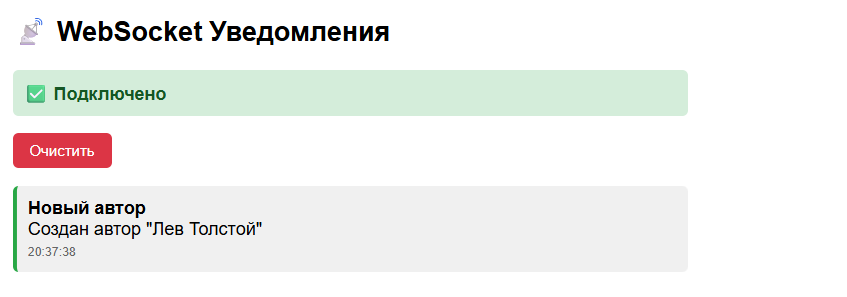 WebSocket Уведомления
Подключено
Очистить
Новый автор
Создан автор "Лев Толстой"
20:37:38